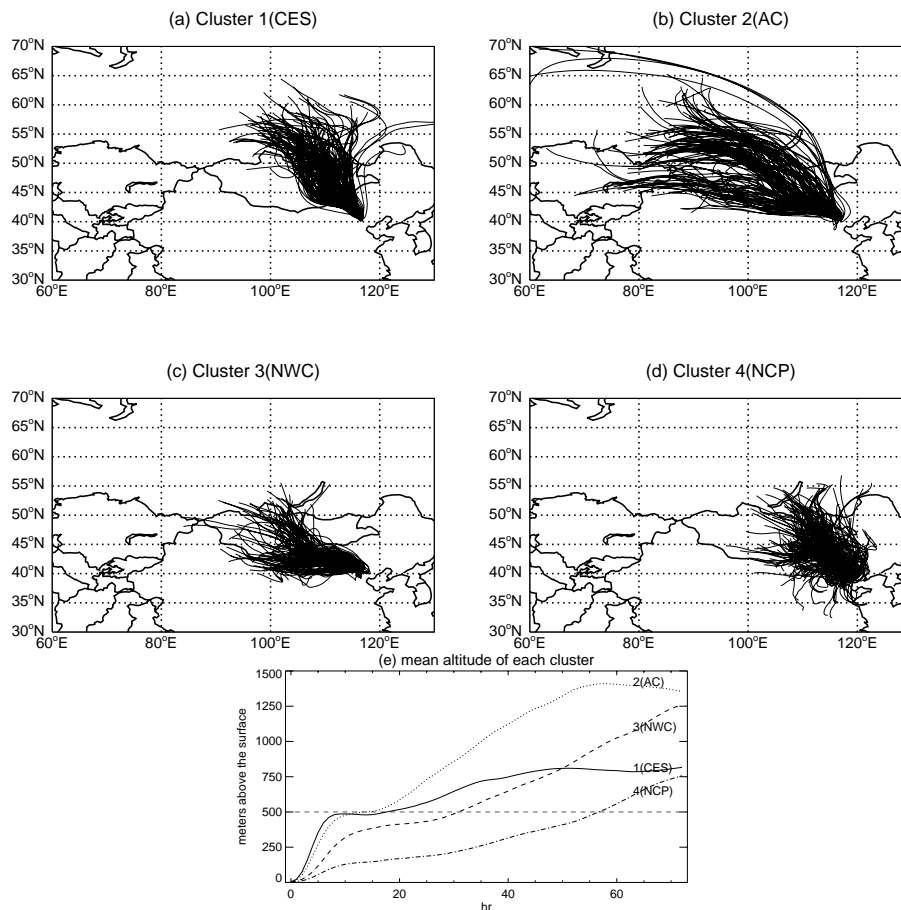 (a) Cluster 1(CES)
70°N
65°N
60°N
55°N
50°N
45°N
40°N
35°N
30°N
60°E 80°E 100°E 120°E
(b) Cluster 2(AC)
70°N
65°N
60°N
55°N
50°N
45°N
40°N
35°N
30°N
60°E 80°E 100°E 120°E
(c) Cluster 3(NWC)
70°N
65°N
60°N
55°N
50°N
45°N
40°N
35°N
30°N
60°E 80°E 100°E 120°E
(d) Cluster 4(NCP)
70°N
65°N
60°N
55°N
50°N
45°N
40°N
35°N
30°N
60°E 80°E 100°E 120°E
(e) mean altitude of each cluster
meters above the surface
1500
1250
1000
750
500
250
0
2(AC)
3(NWC)
1(CES)
4(NCP)
0 20 40 60
hr